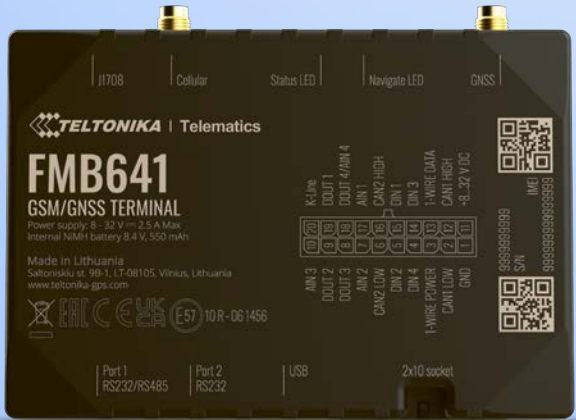 J1708 | Cellular Status LED | Navigate LED GNSS
TELTONIKA | Telematics
FMB641
GSM/GNSS TERMINAL
Power supply: 8 - 32 V ⎓ 2.5 A Max
Internal NiMH battery 8.4 V, 550 mAh
Made in Lithuania
Saltoniskiu st. 9B-1, LT-08105, Vilnius, Lithuania
www.teltonika-gps.com
EAC CE UKCA E57 10 R - 06 1456
K-Line
DOUT 1
DOUT 4/AIN 4
AIN 1
CAN2 HIGH
DIN 1
DIN 3
1-WIRE DATA
CAN1 HIGH
+8...32 V DC
20 19 18 17 16 15 14 13 12 11
10 9 8 7 6 5 4 3 2 1
AIN 3
DOUT 2
DOUT 3
AIN 2
CAN2 LOW
DIN 2
DIN 4
1-WIRE POWER
CAN1 LOW
GND
IMEI
9999999999
S/N
999999999999999
Port 1
RS232/RS485
Port 2
RS232
USB
2x10 socket